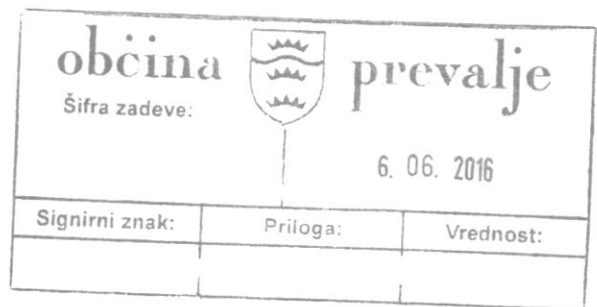 občina prevalje
Šifra zadeve:
6. 06. 2016
Signirni znak: Priloga: Vrednost: